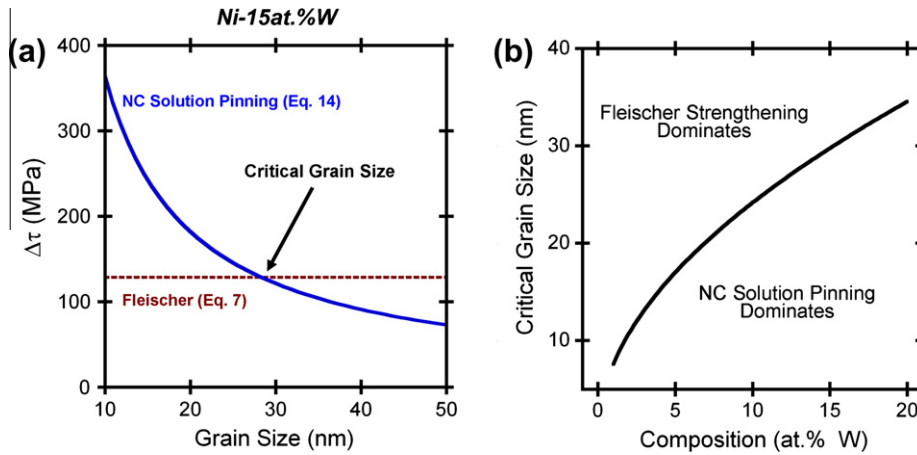 Ni-15at.%W
(a)
400
300
200
100
0
Δτ (MPa)
NC Solution Pinning (Eq. 14)
Critical Grain Size
Fleischer (Eq. 7)
10
20
30
40
50
Grain Size (nm)
(b)
40
30
20
10
Critical Grain Size (nm)
Fleischer Strengthening
Dominates
NC Solution Pinning
Dominates
0
5
10
15
20
Composition (at.% W)